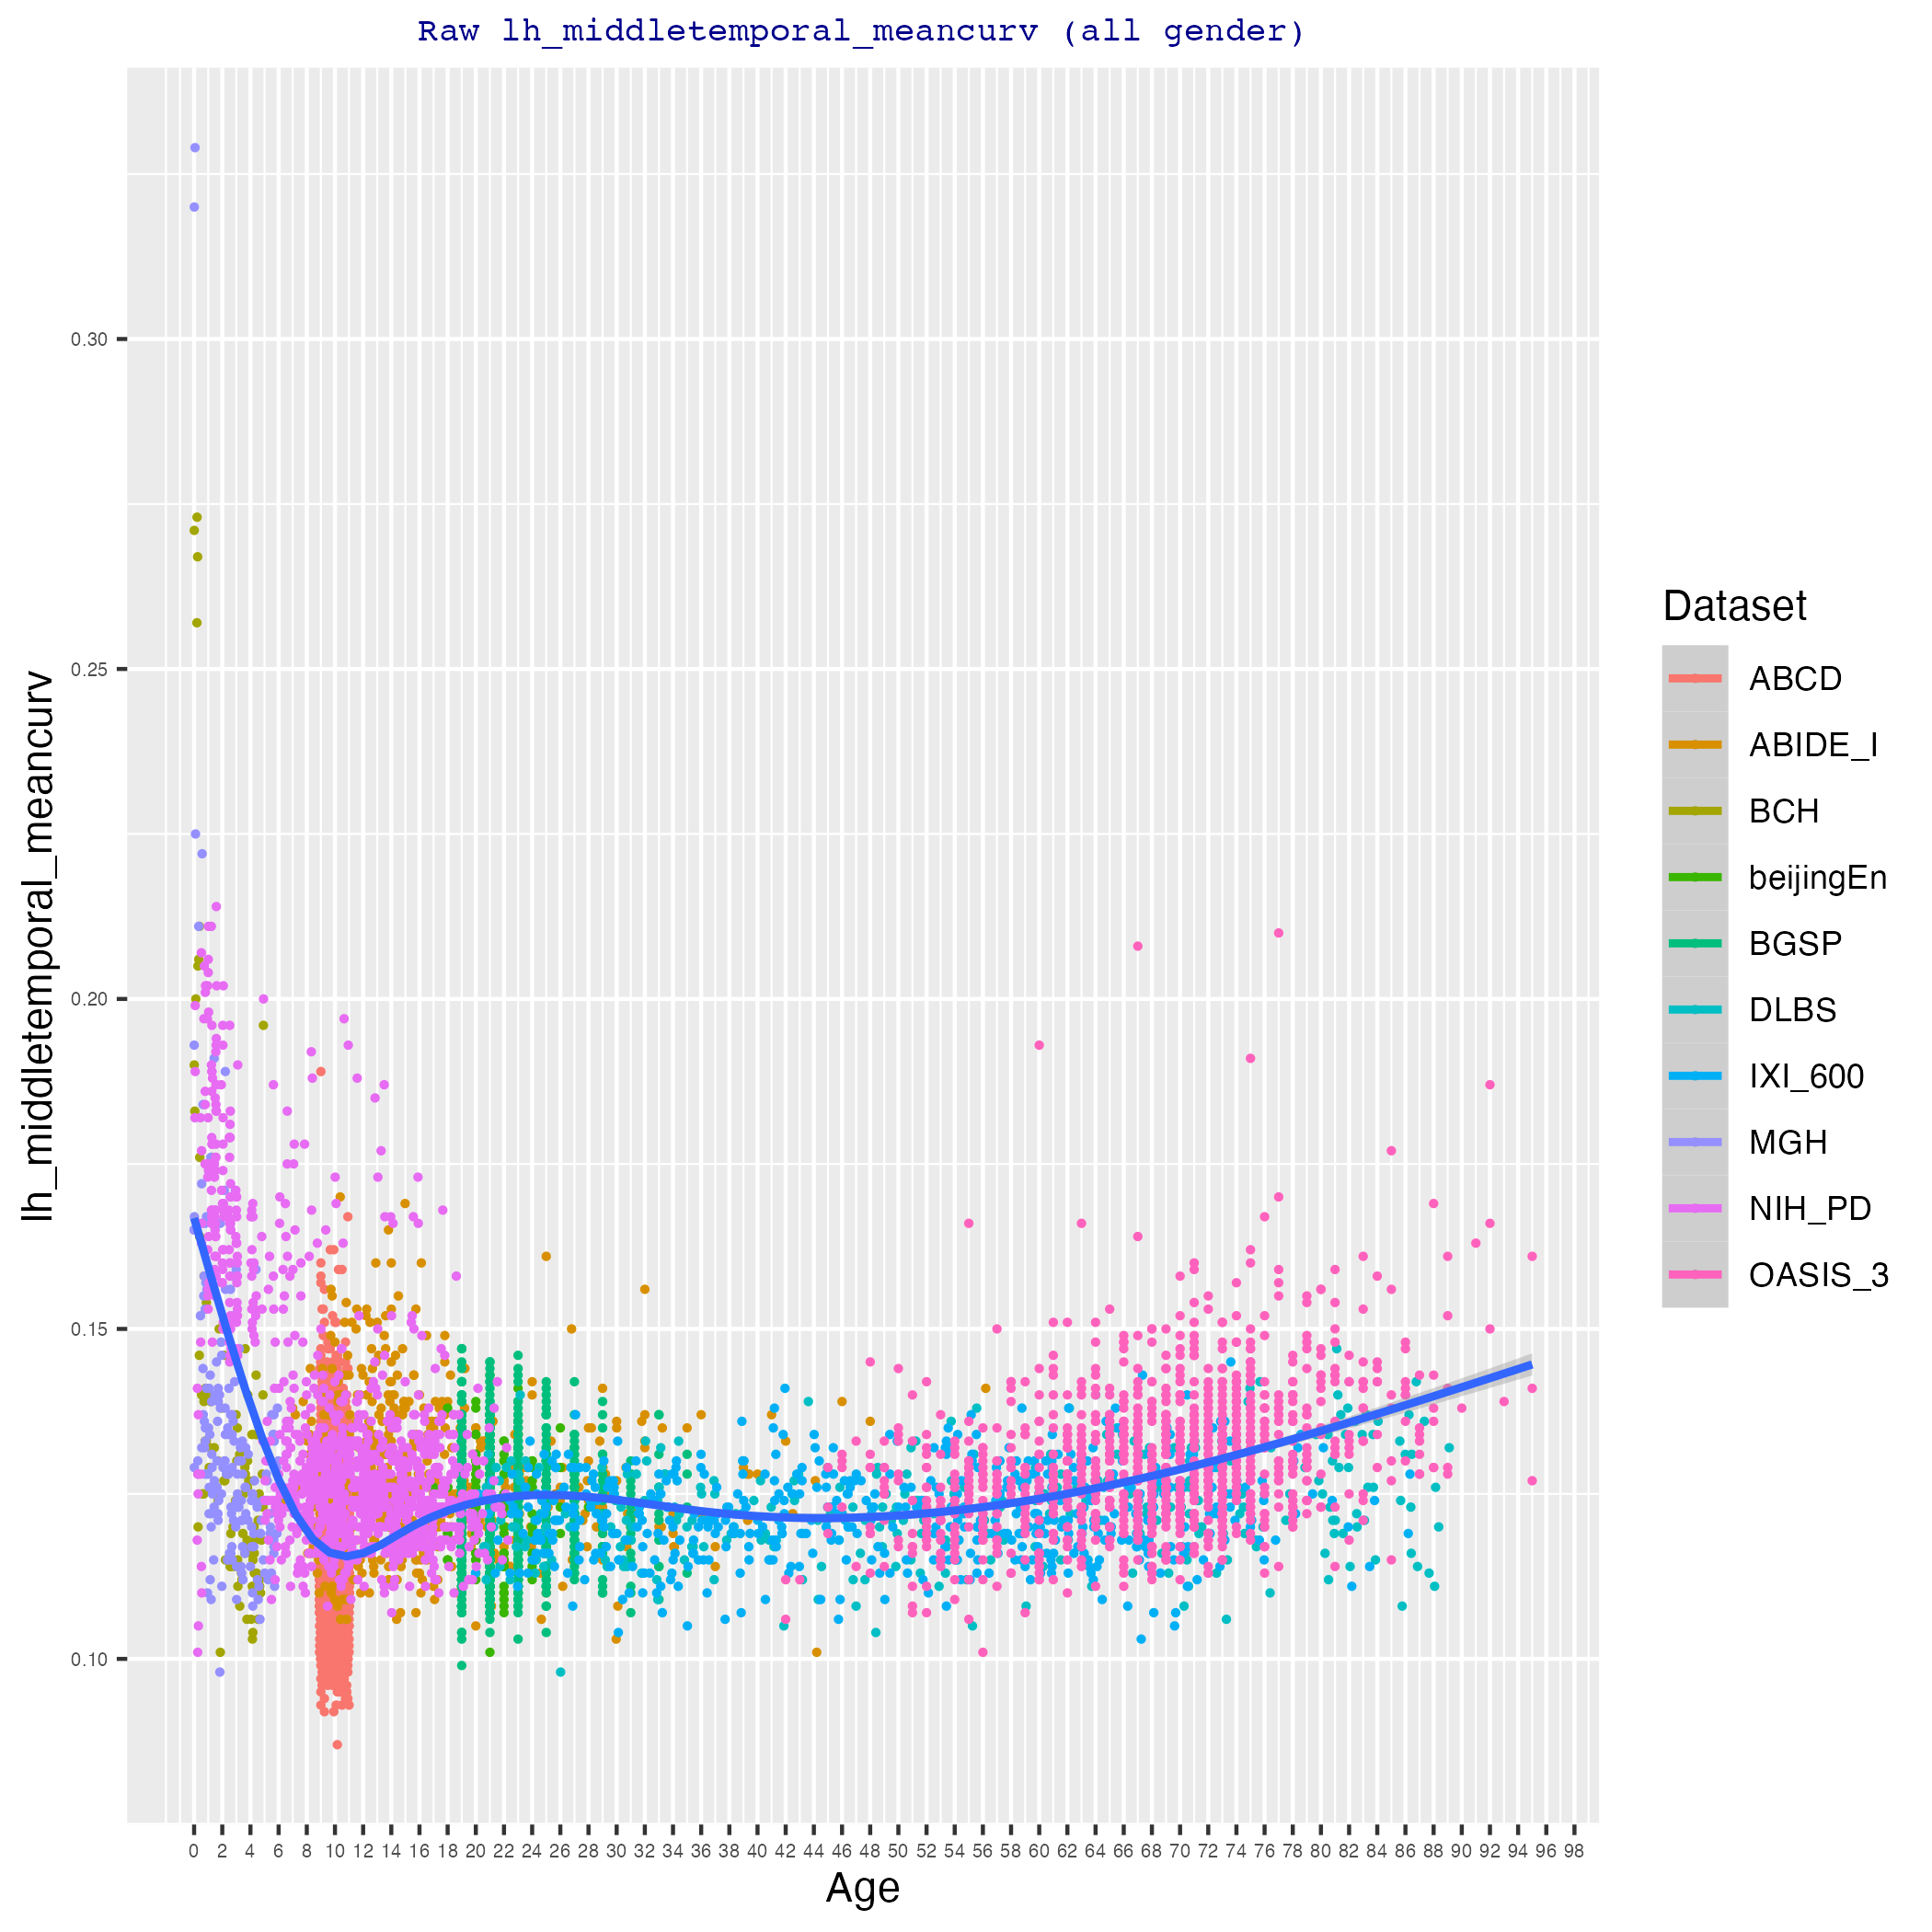 Raw lh_middletemporal_meancurv (all gender)
lh_middletemporal_meancurv
0.30
0.25
0.20
0.15
0.10
0 2 4 6 8 10 12 14 16 18 20 22 24 26 28 30 32 34 36 38 40 42 44 46 48 50 52 54 56 58 60 62 64 66 68 70 72 74 76 78 80 82 84 86 88 90 92 94 96 98
Age
Dataset
ABCD
ABIDE_I
BCH
beijingEn
BGSP
DLBS
IXI_600
MGH
NIH_PD
OASIS_3